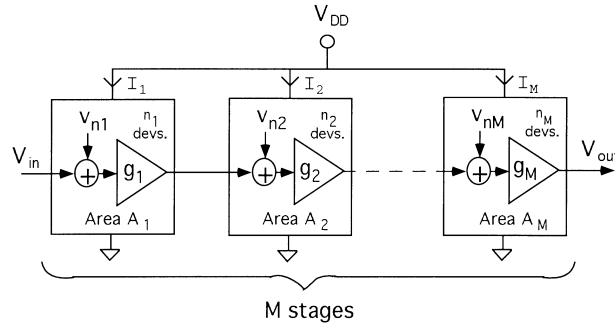 V_DD
I_1 I_2 I_M
v_n1 n_1 devs. v_n2 n_2 devs. v_nM n_M devs.
V_in + g_1 + g_2 + g_M V_out
Area A_1 Area A_2 Area A_M
M stages